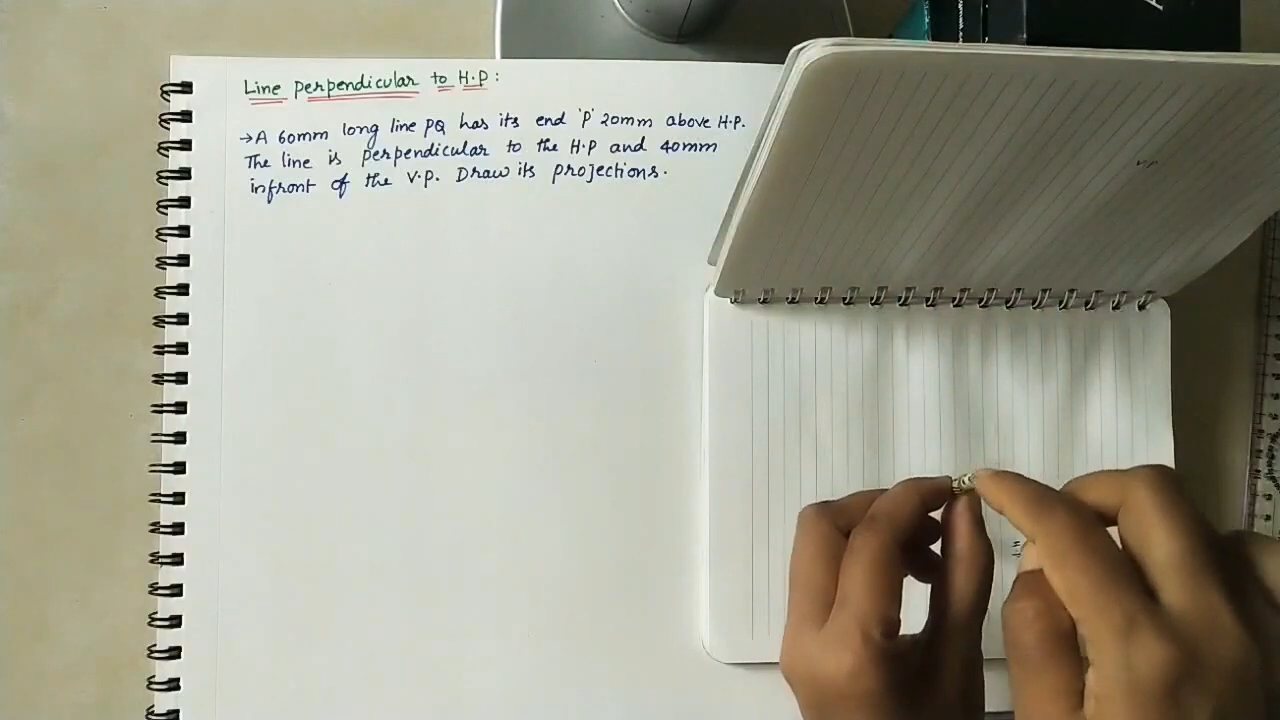 Line perpendicular to H.P :
→A 60mm long line PQ has its end 'P' 20mm above H.P.
The line is perpendicular to the H.P and 40mm
infront of the V.P. Draw its projections.
V.P